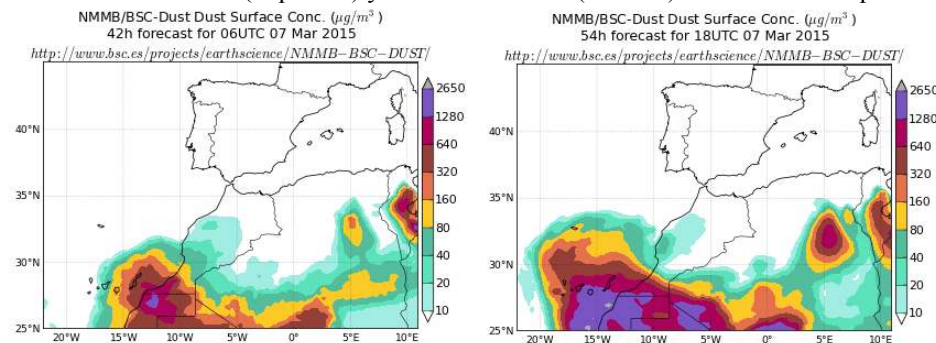 NMMB/BSC-Dust Dust Surface Conc. (μg/m³)
42h forecast for 06UTC 07 Mar 2015
http://www.bsc.es/projects/earthscience/NMMB−BSC−DUST/
40°N
35°N
30°N
25°N
20°W
15°W
10°W
5°W
0°E
5°E
10°E
2650
1280
640
320
160
80
40
20
10
NMMB/BSC-Dust Dust Surface Conc. (μg/m³)
54h forecast for 18UTC 07 Mar 2015
http://www.bsc.es/projects/earthscience/NMMB−BSC−DUST/
40°N
35°N
30°N
25°N
20°W
15°W
10°W
5°W
0°E
5°E
10°E
2650
1280
640
320
160
80
40
20
10